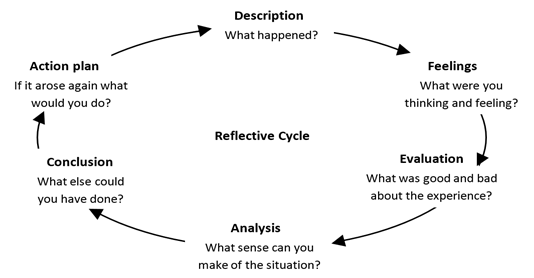 Description
What happened?
Feelings
What were you
thinking and feeling?
Evaluation
What was good and bad
about the experience?
Analysis
What sense can you
make of the situation?
Conclusion
What else could
you have done?
Action plan
If it arose again what
would you do?
Reflective Cycle